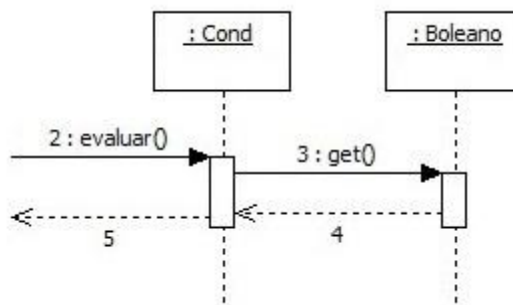 : Cond
: Boleano
2 : evaluar()
3 : get()
4
5